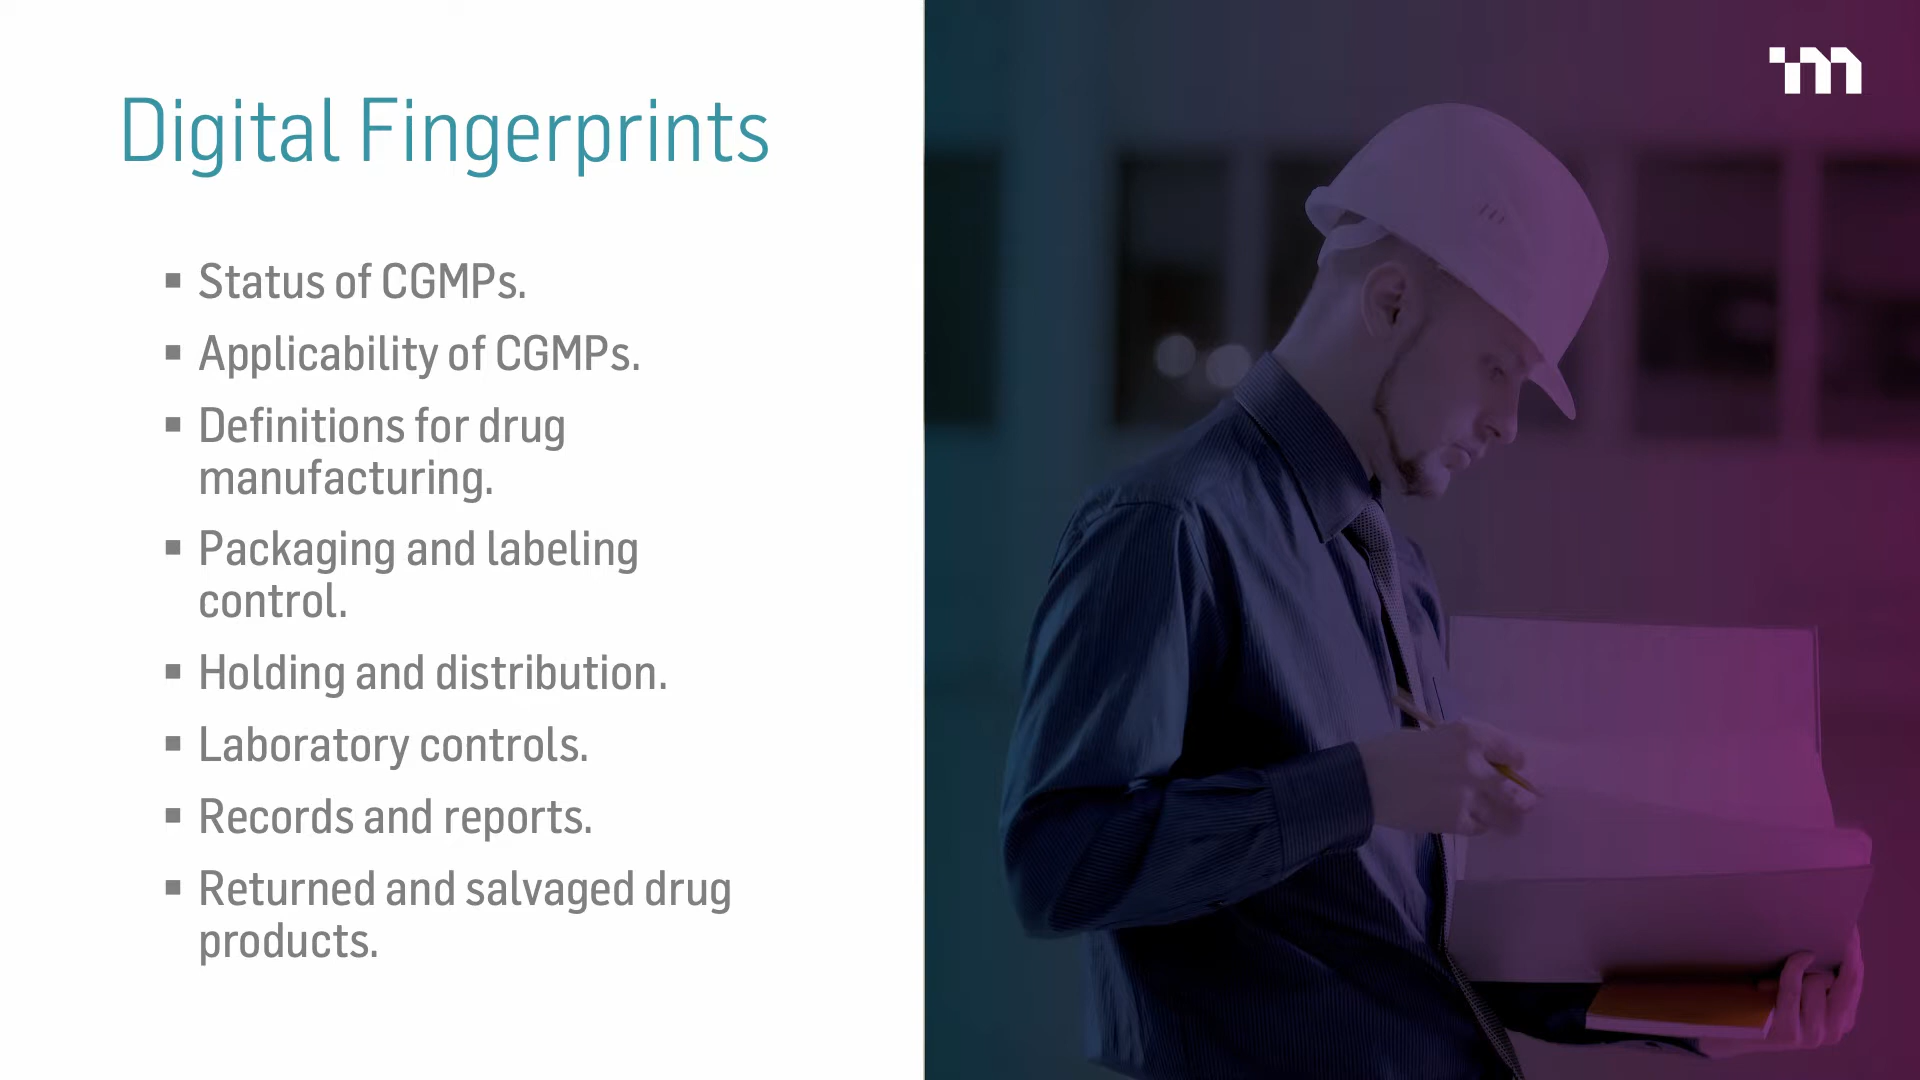 Digital Fingerprints
▪ Status of CGMPs.
▪ Applicability of CGMPs.
▪ Definitions for drug
manufacturing.
▪ Packaging and labeling
control.
▪ Holding and distribution.
▪ Laboratory controls.
▪ Records and reports.
▪ Returned and salvaged drug
products.